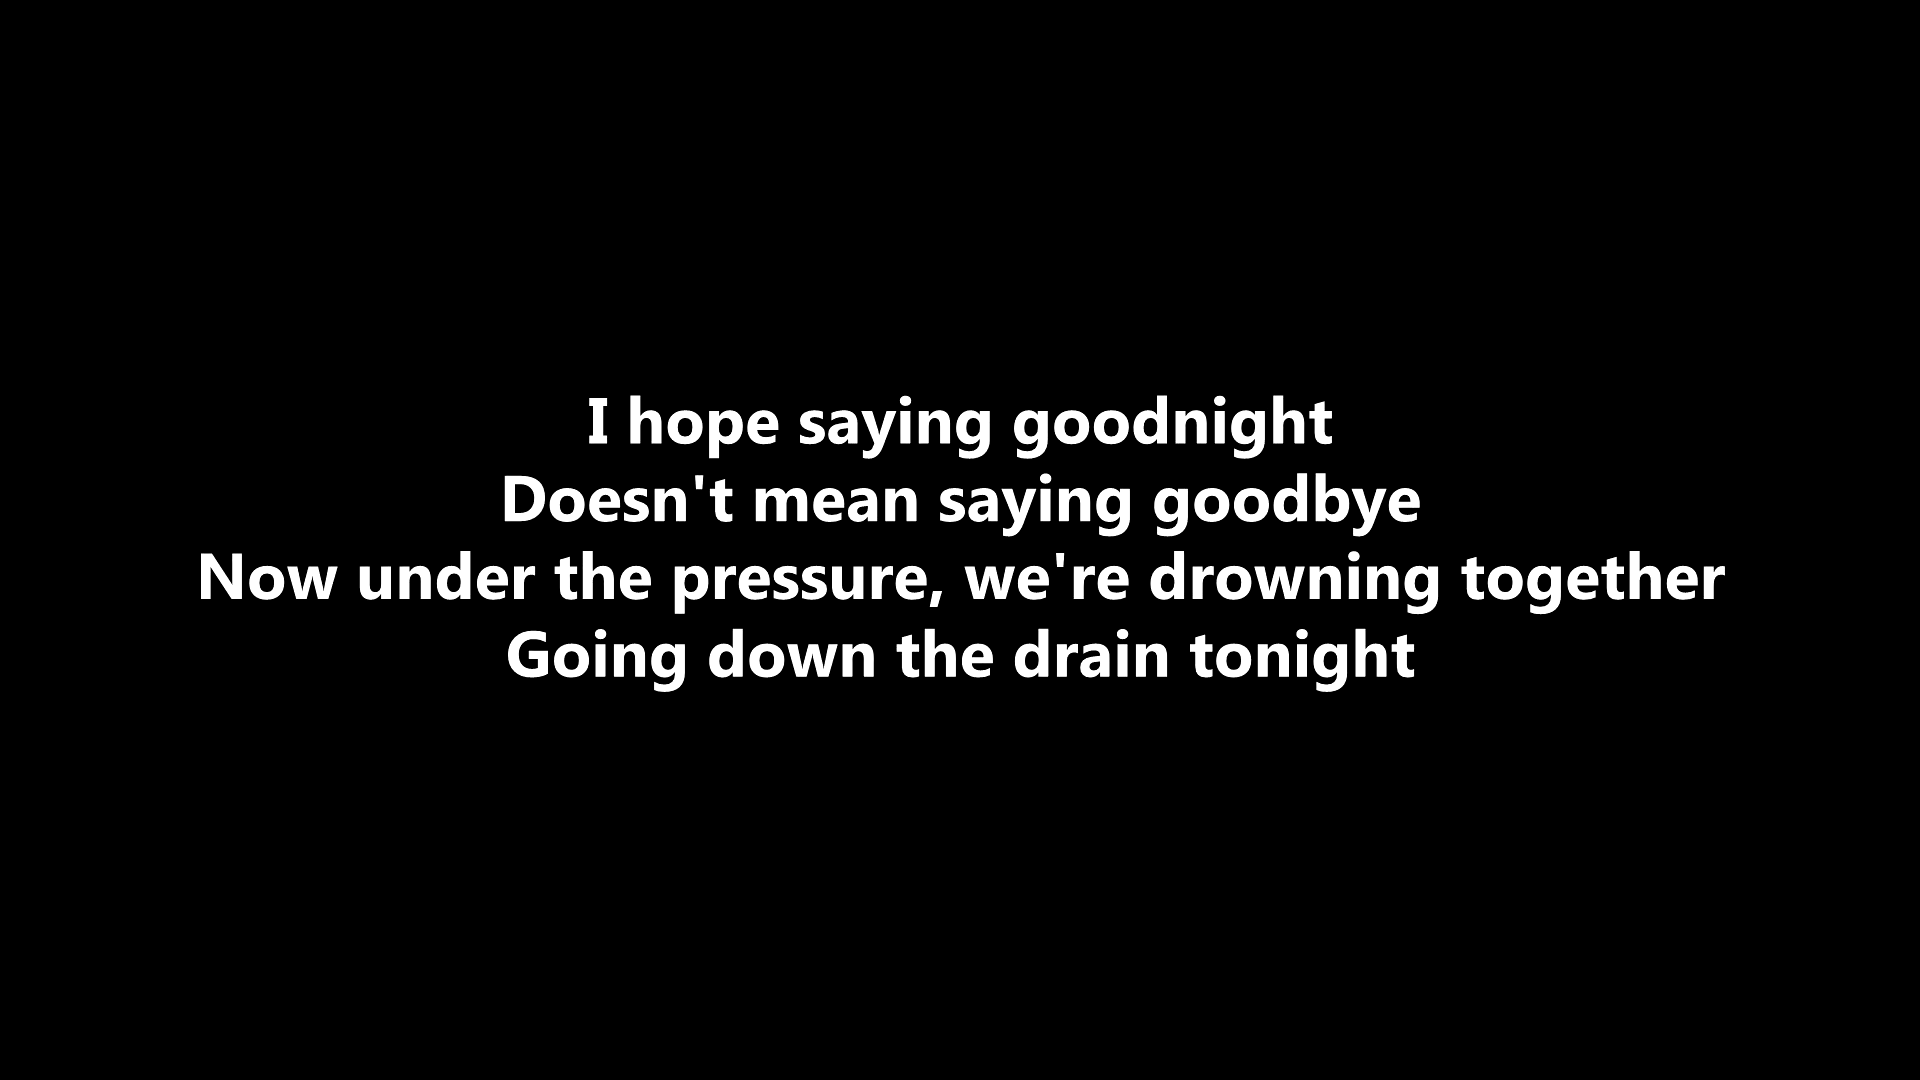 I hope saying goodnight
Doesn't mean saying goodbye
Now under the pressure, we're drowning together
Going down the drain tonight